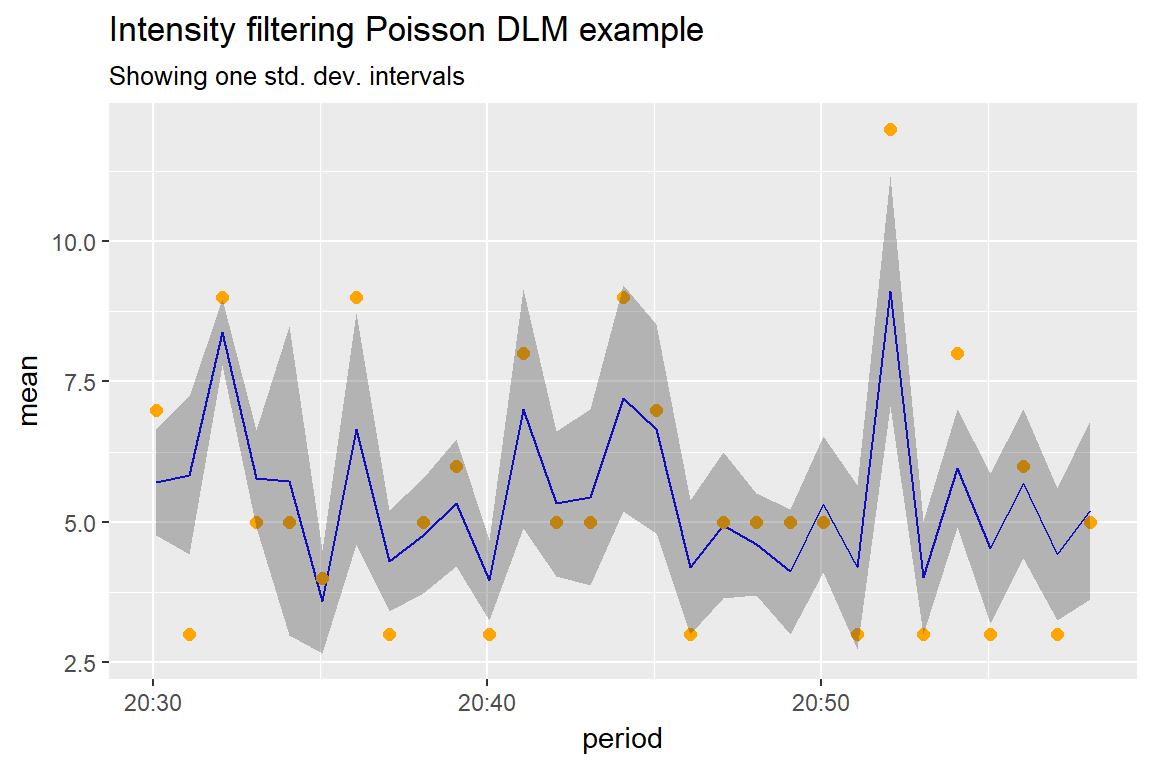 Intensity filtering Poisson DLM example
Showing one std. dev. intervals
mean
10.0
7.5
5.0
2.5
20:30
20:40
20:50
period